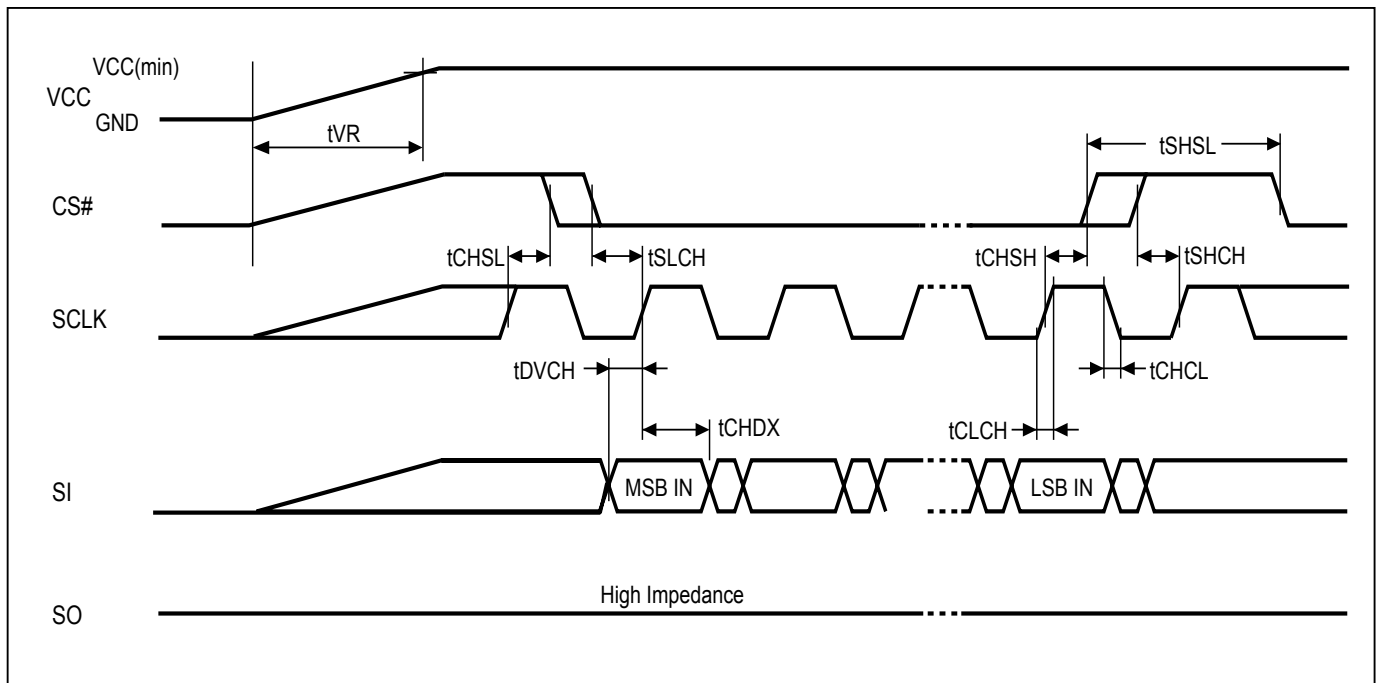 VCC(min)
VCC
GND
tVR
tSHSL
CS#
tCHSL
tSLCH
tCHSH
tSHCH
SCLK
tDVCH
tCHCL
tCHDX
tCLCH
SI
MSB IN
LSB IN
High Impedance
SO